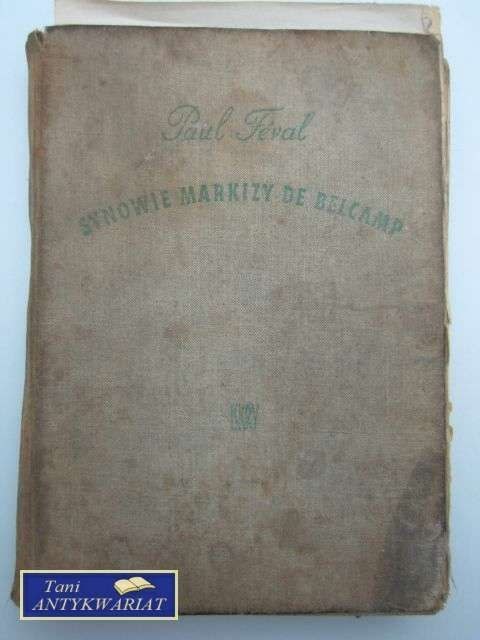 Paul Féval
SYNOWIE MARKIZY DE BELCAMP
Tani
ANTYKWARIAT